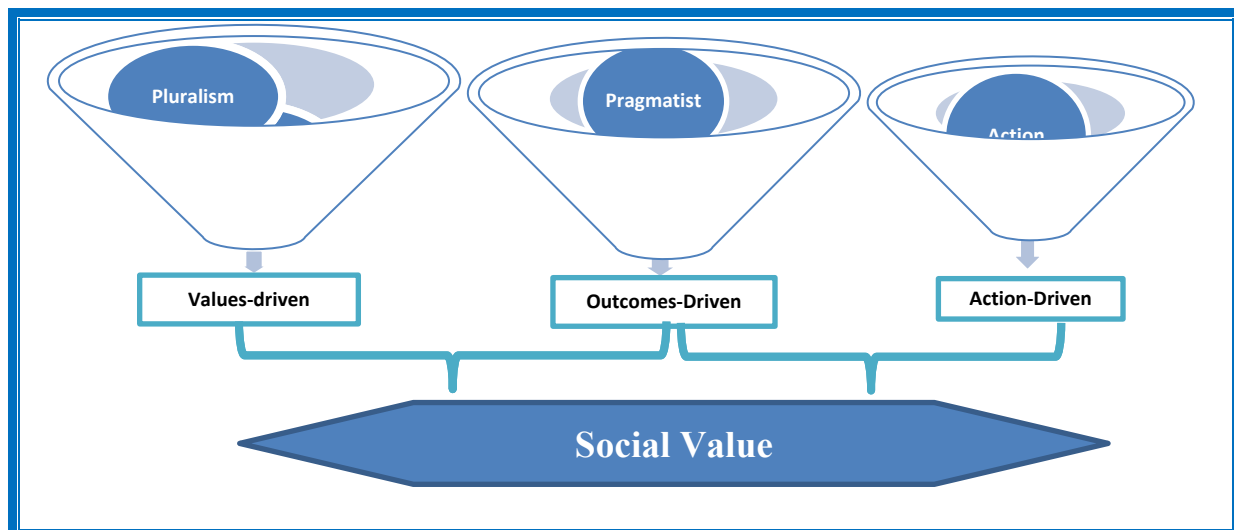 Pluralism
Pragmatist
Action
Values-driven
Outcomes-Driven
Action-Driven
Social Value